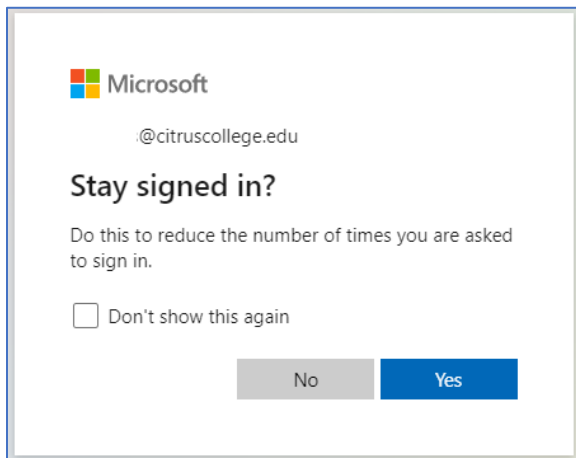 Microsoft
@citruscollege.edu
Stay signed in?
Do this to reduce the number of times you are asked
to sign in.
Don't show this again
No
Yes